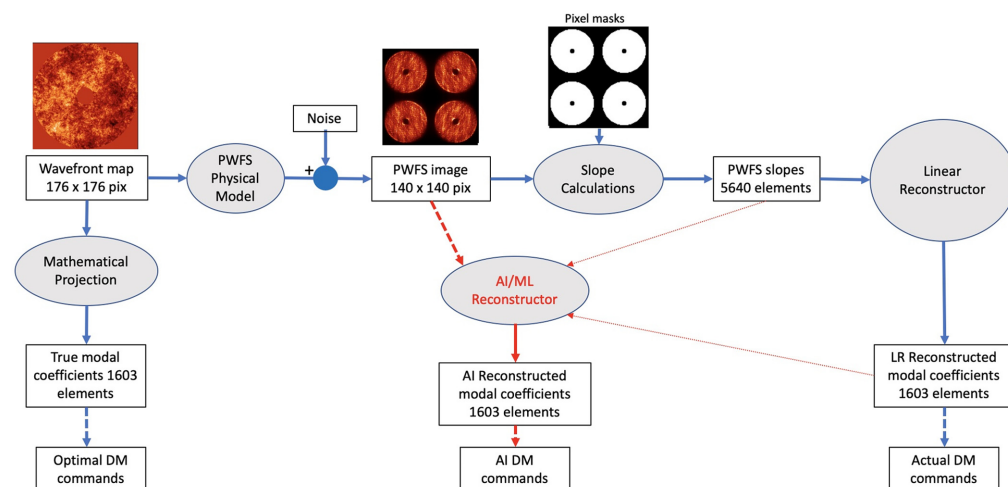 Pixel masks
Noise
Wavefront map
176 x 176 pix
PWFS
Physical
Model
+
PWFS image
140 x 140 pix
Slope
Calculations
PWFS slopes
5640 elements
Linear
Reconstructor
Mathematical
Projection
AI/ML
Reconstructor
True modal
coefficients 1603
elements
AI Reconstructed
modal coefficients
1603 elements
LR Reconstructed
modal coefficients
1603 elements
Optimal DM
commands
AI DM
commands
Actual DM
commands